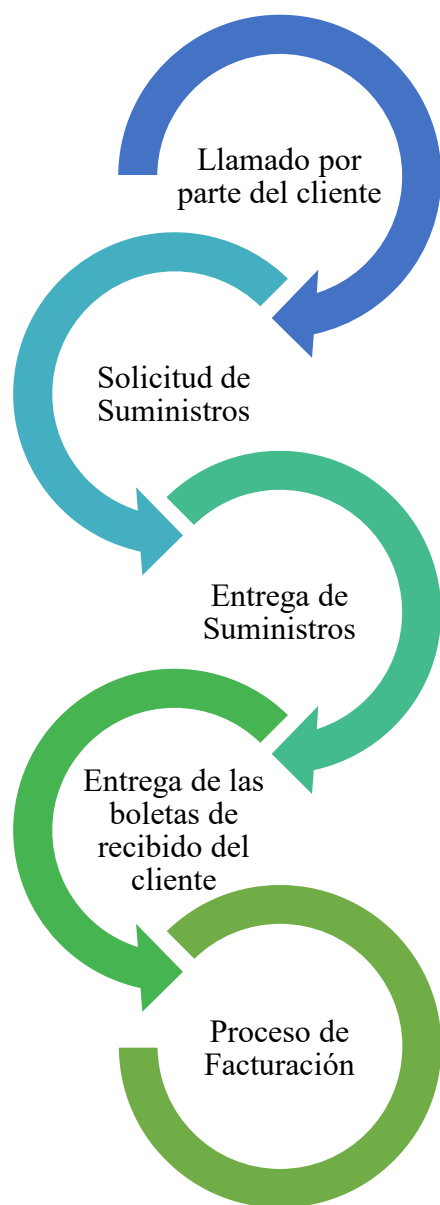 Llamado por
parte del cliente
Solicitud de
Suministros
Entrega de
Suministros
Entrega de las
boletas de
recibido del
cliente
Proceso de
Facturación